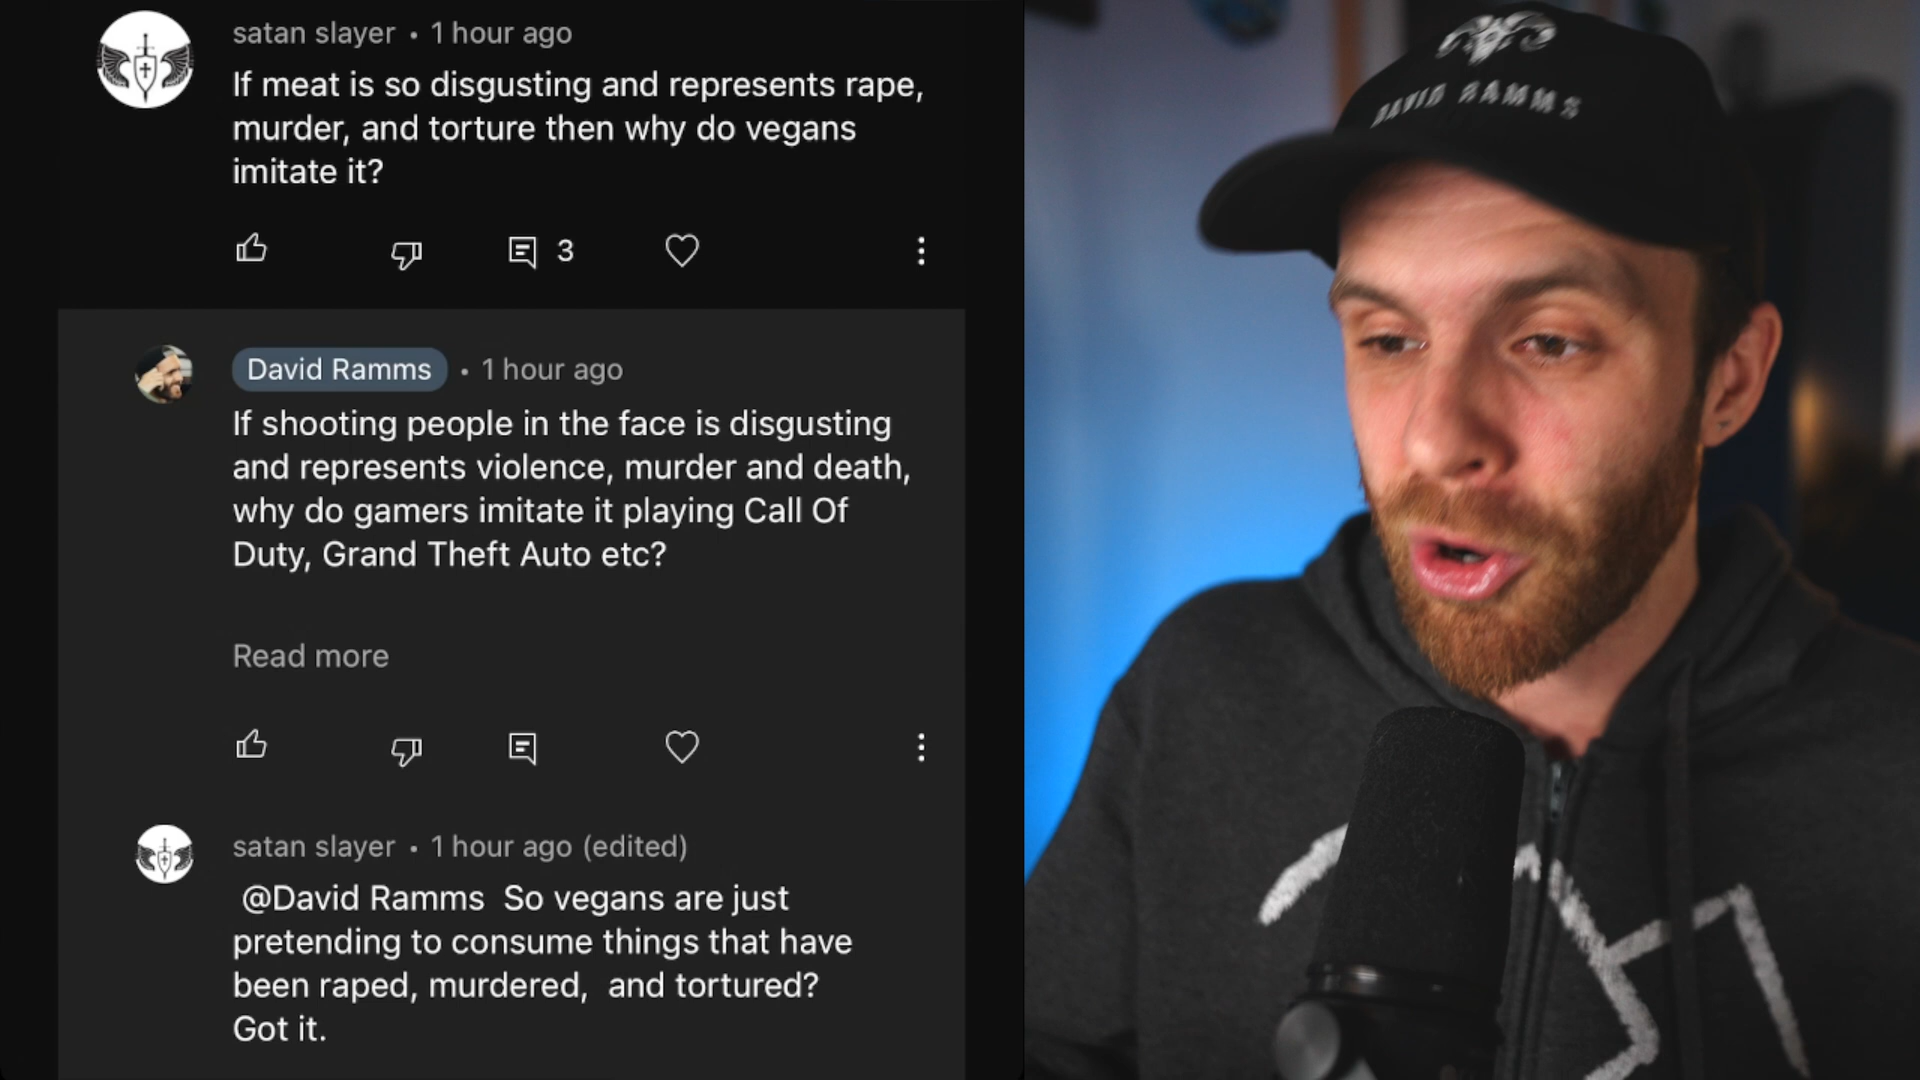 satan slayer • 1 hour ago
If meat is so disgusting and represents rape,
murder, and torture then why do vegans
imitate it?
3
David Ramms • 1 hour ago
If shooting people in the face is disgusting
and represents violence, murder and death,
why do gamers imitate it playing Call Of
Duty, Grand Theft Auto etc?
Read more
satan slayer • 1 hour ago (edited)
@David Ramms So vegans are just
pretending to consume things that have
been raped, murdered, and tortured?
Got it.
DAVID RAMMS